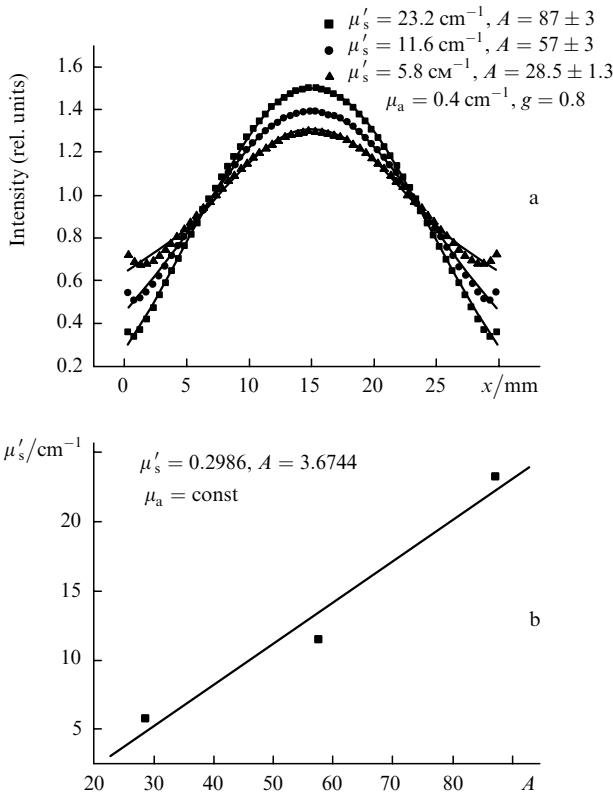 ■ μ′s = 23.2 cm⁻¹, A = 87 ± 3
● μ′s = 11.6 cm⁻¹, A = 57 ± 3
▲ μ′s = 5.8 см⁻¹, A = 28.5 ± 1.3
μa = 0.4 cm⁻¹, g = 0.8
Intensity (rel. units)
1.6
1.4
1.2
1.0
0.8
0.6
0.4
0.2
a
0 5 10 15 20 25 x/mm
μ′s/cm⁻¹
μ′s = 0.2986, A = 3.6744
μa = const
20
15
10
5
b
20 30 40 50 60 70 80 A